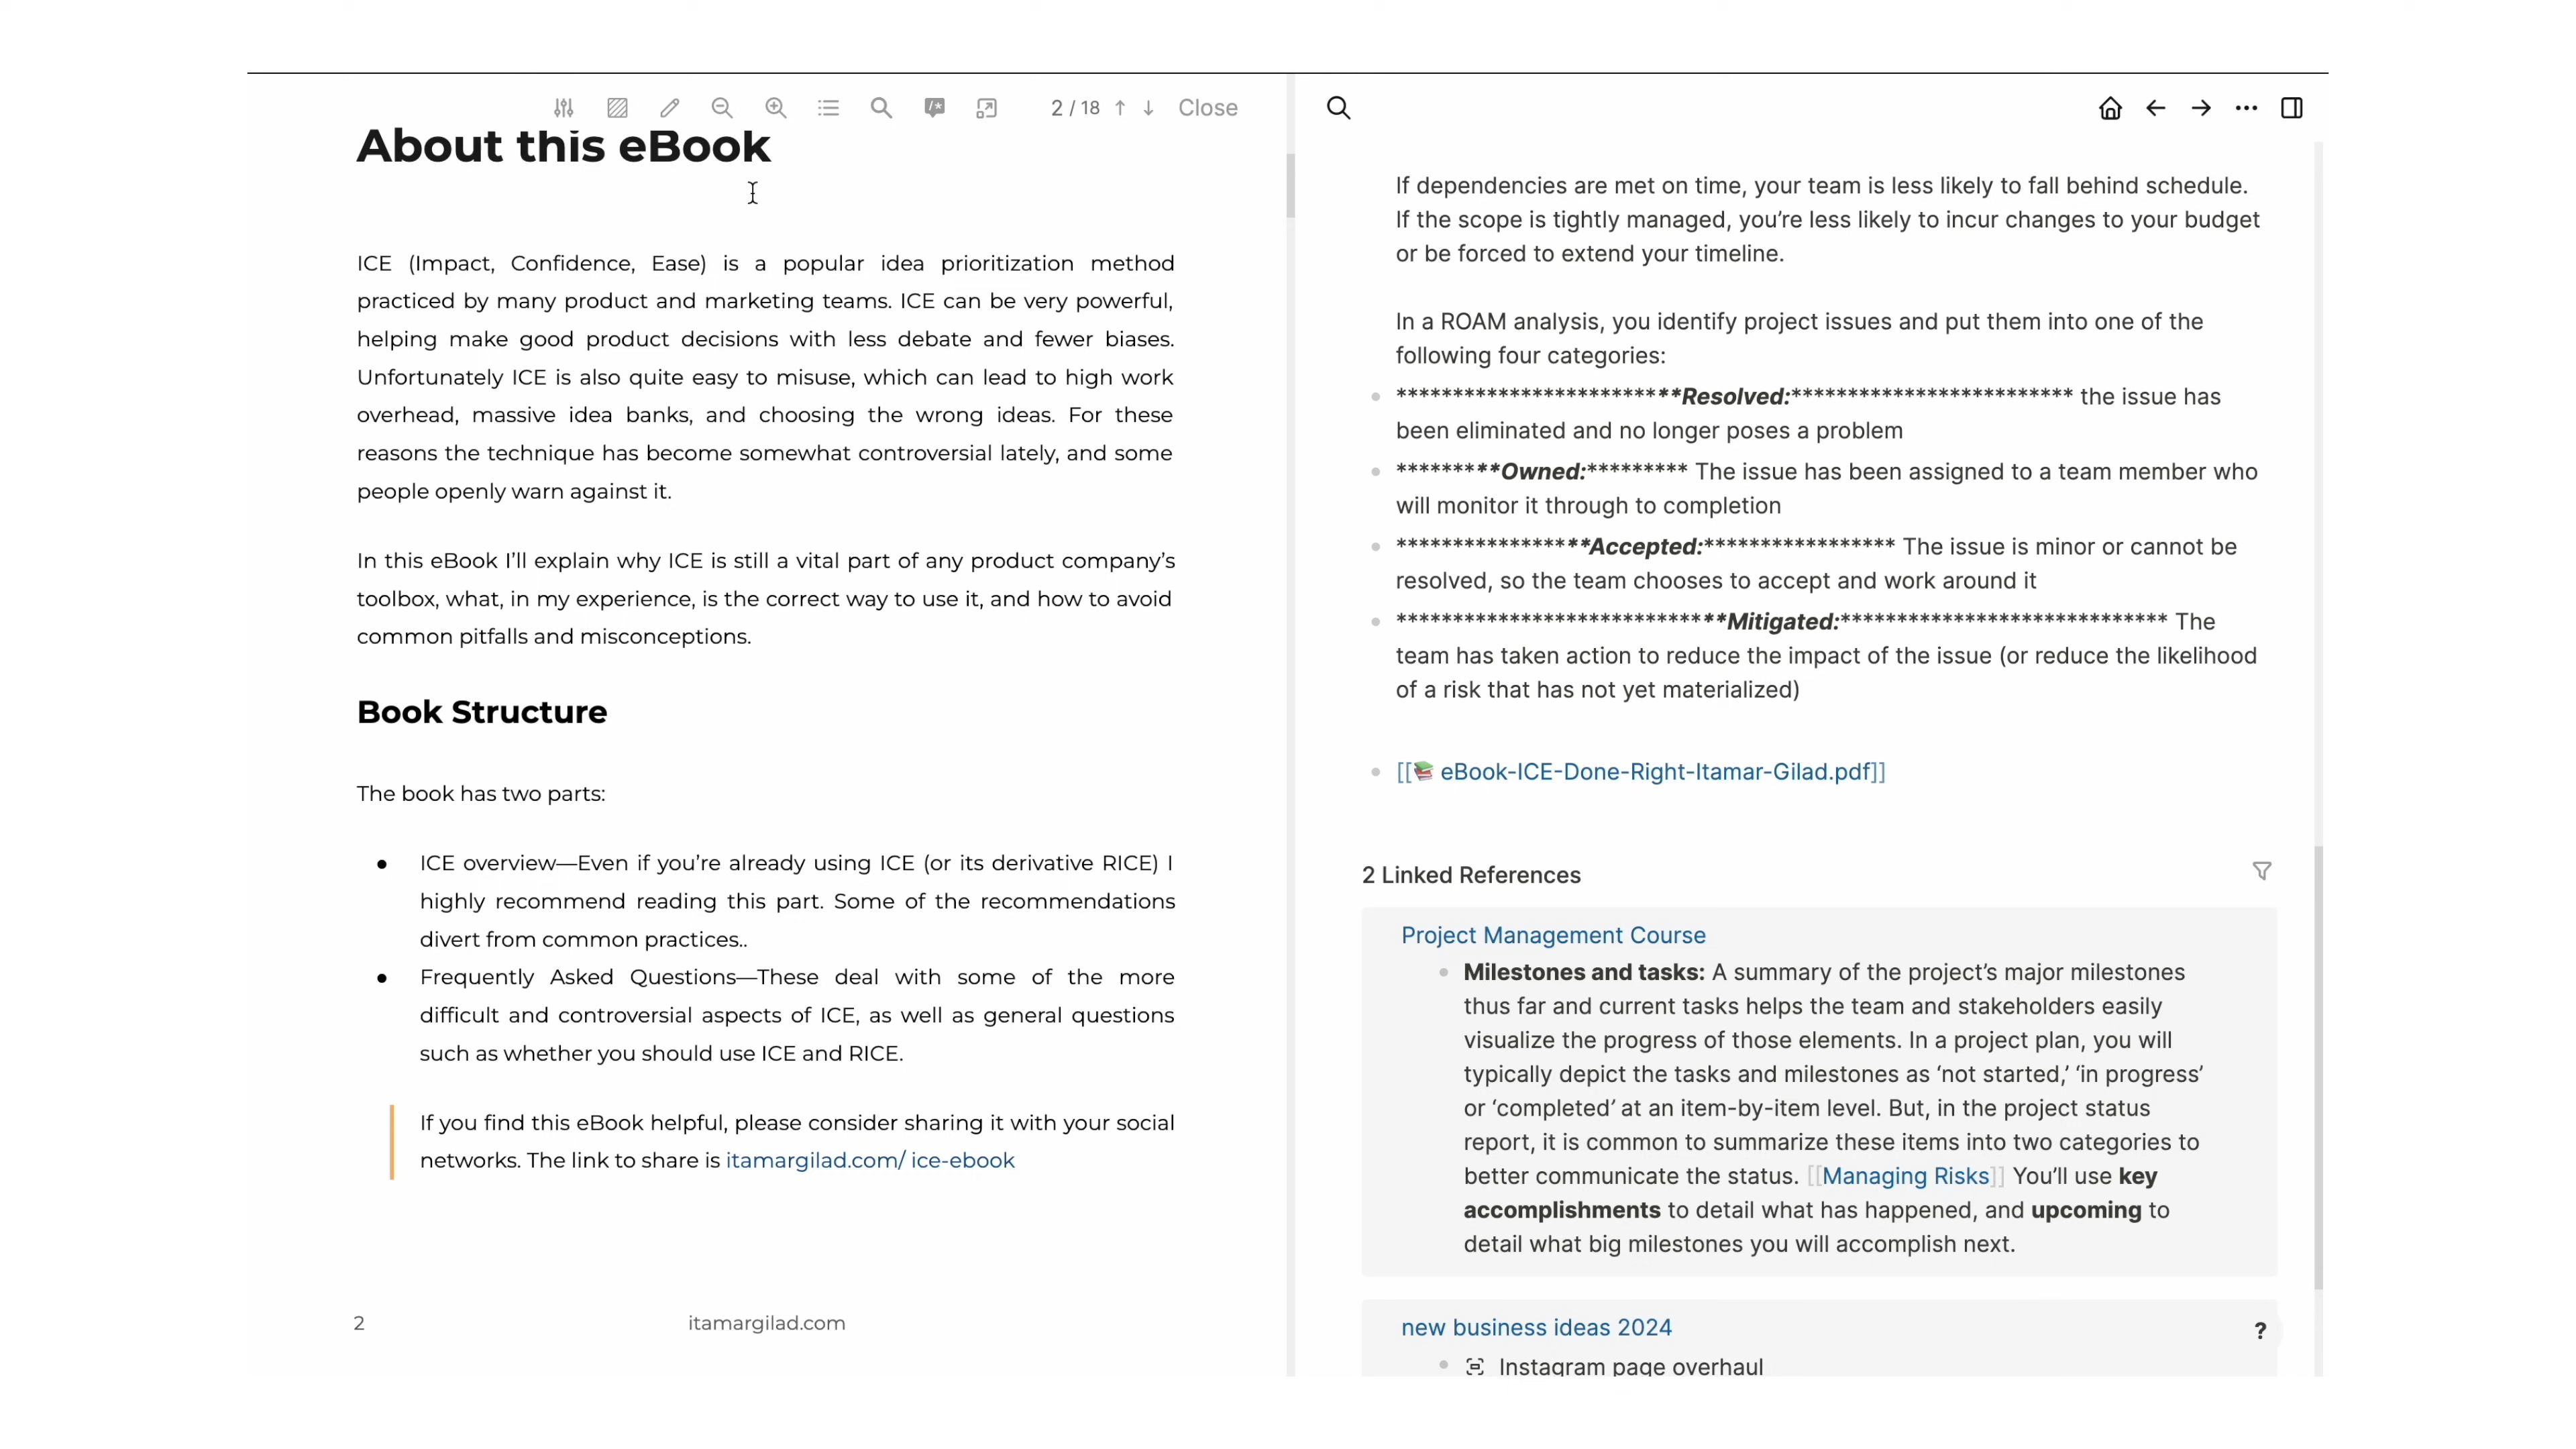 2 / 18 ↑ ↓ Close
About this eBook
ICE (Impact, Confidence, Ease) is a popular idea prioritization method
practiced by many product and marketing teams. ICE can be very powerful,
helping make good product decisions with less debate and fewer biases.
Unfortunately ICE is also quite easy to misuse, which can lead to high work
overhead, massive idea banks, and choosing the wrong ideas. For these
reasons the technique has become somewhat controversial lately, and some
people openly warn against it.
In this eBook I’ll explain why ICE is still a vital part of any product company’s
toolbox, what, in my experience, is the correct way to use it, and how to avoid
common pitfalls and misconceptions.
Book Structure
The book has two parts:
● ICE overview—Even if you’re already using ICE (or its derivative RICE) I
highly recommend reading this part. Some of the recommendations
divert from common practices..
● Frequently Asked Questions—These deal with some of the more
difficult and controversial aspects of ICE, as well as general questions
such as whether you should use ICE and RICE.
If you find this eBook helpful, please consider sharing it with your social
networks. The link to share is itamargilad.com/ ice-ebook
2 itamargilad.com
If dependencies are met on time, your team is less likely to fall behind schedule.
If the scope is tightly managed, you’re less likely to incur changes to your budget
or be forced to extend your timeline.
In a ROAM analysis, you identify project issues and put them into one of the
following four categories:
• *************************Resolved:************************* the issue has
been eliminated and no longer poses a problem
• *********Owned:********* The issue has been assigned to a team member who
will monitor it through to completion
• *****************Accepted:***************** The issue is minor or cannot be
resolved, so the team chooses to accept and work around it
• *****************************Mitigated:***************************** The
team has taken action to reduce the impact of the issue (or reduce the likelihood
of a risk that has not yet materialized)
• [[📚 eBook-ICE-Done-Right-Itamar-Gilad.pdf]]
2 Linked References
Project Management Course
• Milestones and tasks: A summary of the project’s major milestones
thus far and current tasks helps the team and stakeholders easily
visualize the progress of those elements. In a project plan, you will
typically depict the tasks and milestones as ‘not started,’ ‘in progress’
or ‘completed’ at an item-by-item level. But, in the project status
report, it is common to summarize these items into two categories to
better communicate the status. [[Managing Risks]] You’ll use key
accomplishments to detail what has happened, and upcoming to
detail what big milestones you will accomplish next.
new business ideas 2024
?
• Instagram page overhaul